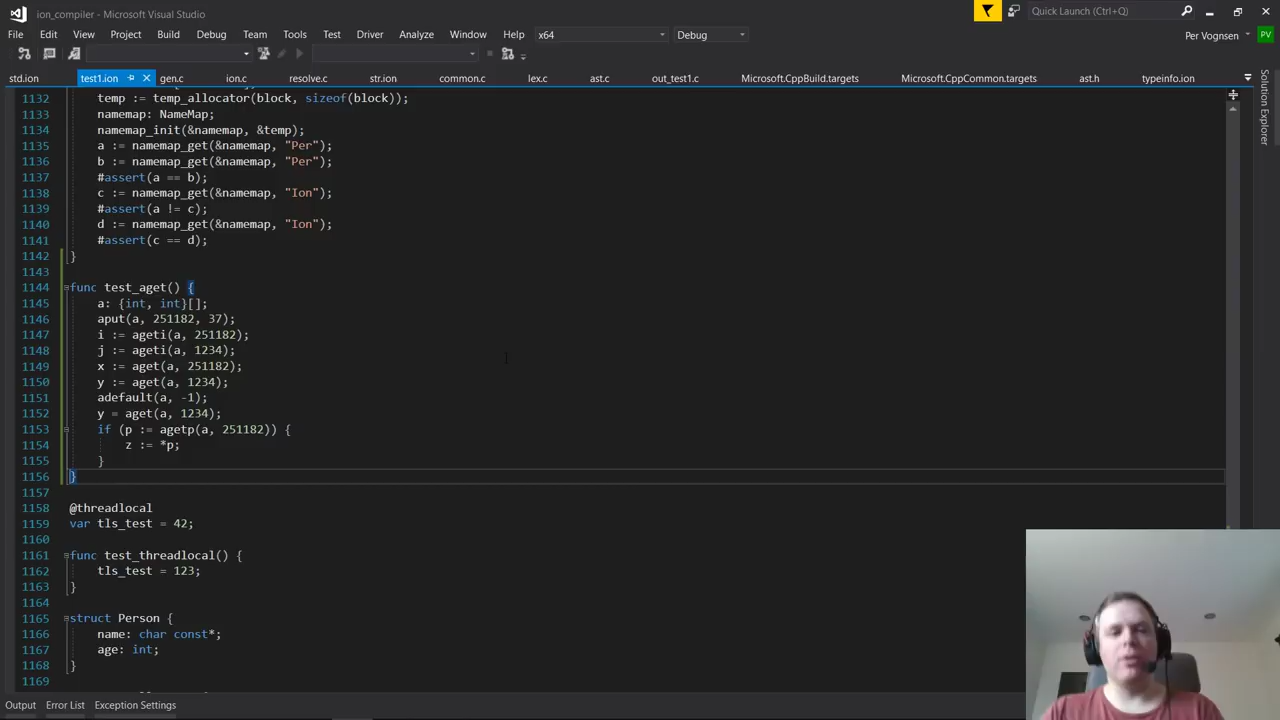 ion_compiler - Microsoft Visual Studio
Quick Launch (Ctrl+Q)
File Edit View Project Build Debug Team Tools Test Driver Analyze Window Help x64 Debug
Per Vognsen PV
std.ion test1.ion gen.c ion.c resolve.c str.ion common.c lex.c ast.c out_test1.c Microsoft.CppBuild.targets Microsoft.CppCommon.targets ast.h typeinfo.ion
Solution Explorer
1132 temp := temp_allocator(block, sizeof(block));
1133 namemap: NameMap;
1134 namemap_init(&namemap, &temp);
1135 a := namemap_get(&namemap, "Per");
1136 b := namemap_get(&namemap, "Per");
1137 #assert(a == b);
1138 c := namemap_get(&namemap, "Ion");
1139 #assert(a != c);
1140 d := namemap_get(&namemap, "Ion");
1141 #assert(c == d);
1142 }
1143
1144 func test_aget() {
1145 a: {int, int}[];
1146 aput(a, 251182, 37);
1147 i := ageti(a, 251182);
1148 j := ageti(a, 1234);
1149 x := aget(a, 251182);
1150 y := aget(a, 1234);
1151 adefault(a, -1);
1152 y = aget(a, 1234);
1153 if (p := agetp(a, 251182)) {
1154 z := *p;
1155 }
1156 }
1157
1158 @threadlocal
1159 var tls_test = 42;
1160
1161 func test_threadlocal() {
1162 tls_test = 123;
1163 }
1164
1165 struct Person {
1166 name: char const*;
1167 age: int;
1168 }
1169
Output Error List Exception Settings